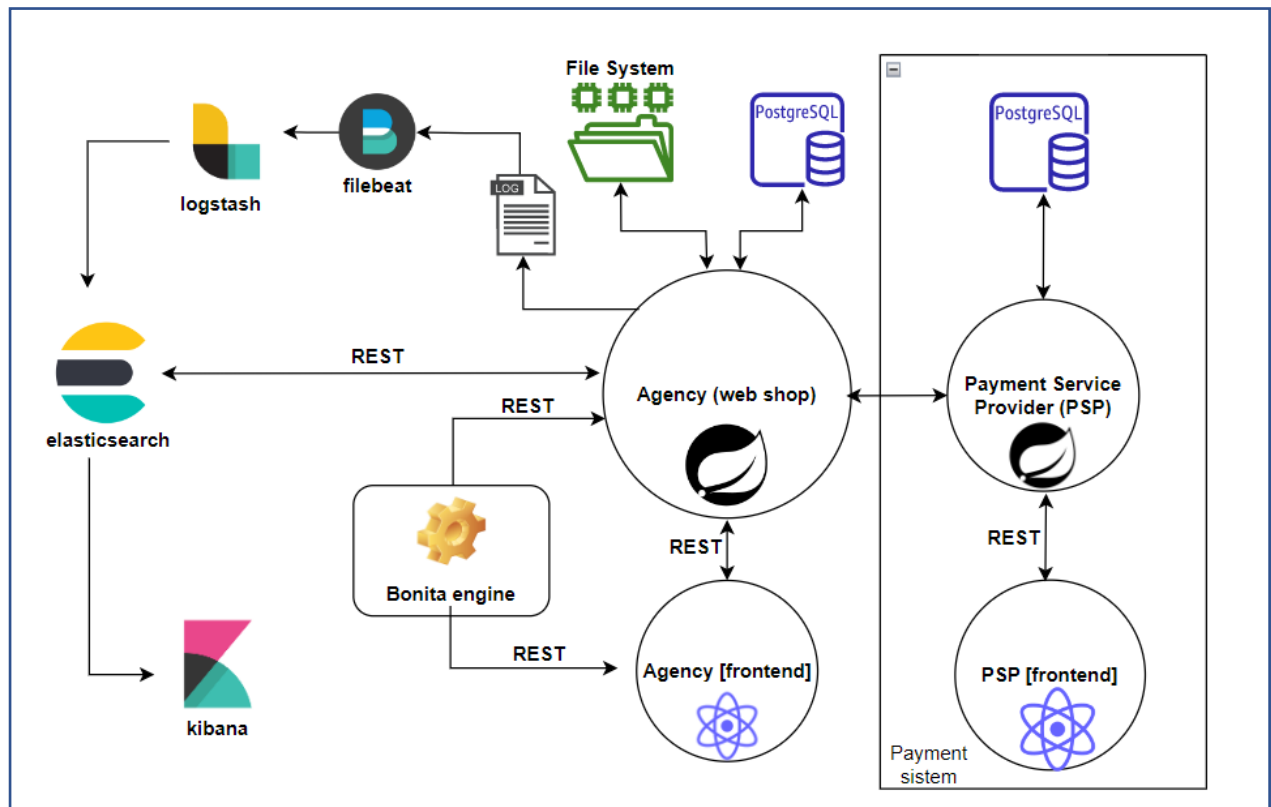 File System
PostgreSQL
PostgreSQL
filebeat
logstash
LOG
REST
elasticsearch
REST
Agency (web shop)
Payment Service
Provider (PSP)
REST
REST
Bonita engine
REST
Agency [frontend]
PSP [frontend]
kibana
Payment
sistem